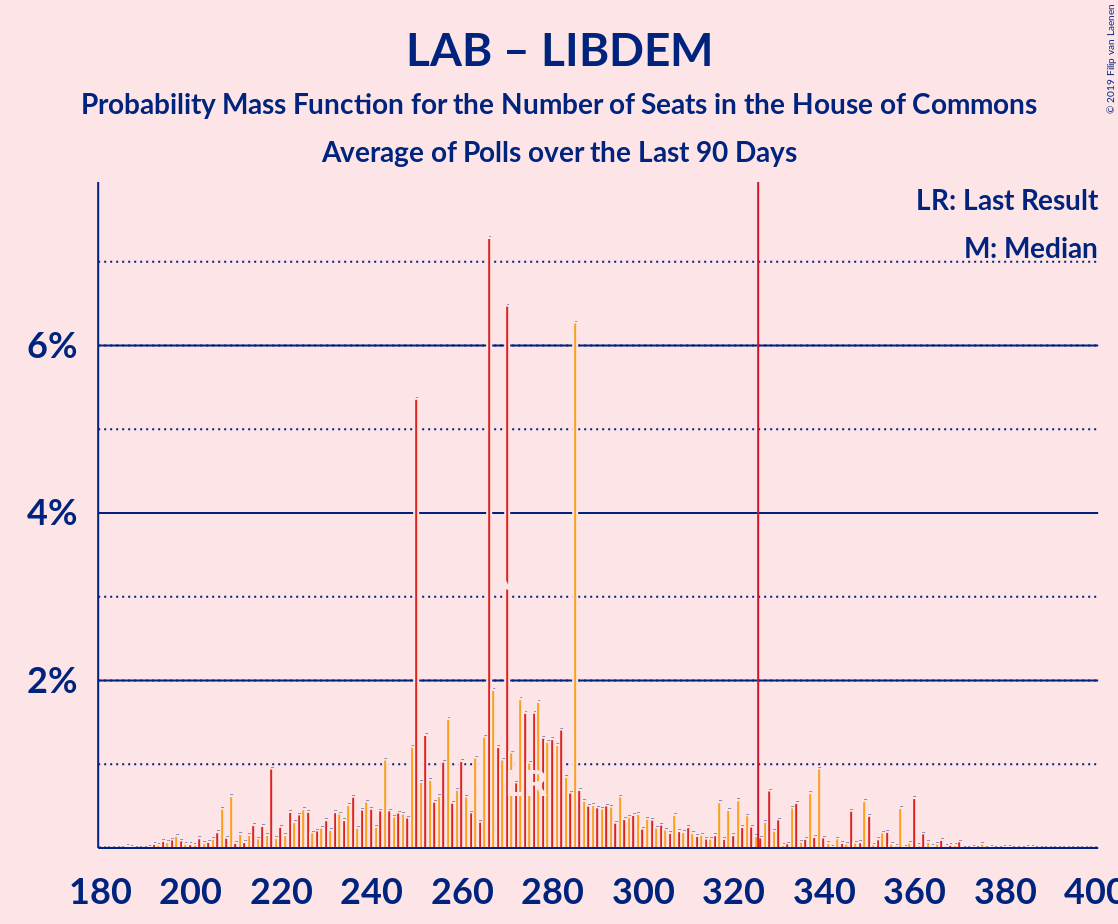 LAB – LIBDEM
Probability Mass Function for the Number of Seats in the House of Commons
Average of Polls over the Last 90 Days
© 2019 Filip van Laenen
LR: Last Result
M: Median
6%
4%
2%
LR
180 200 220 240 260 280 300 320 340 360 380 400